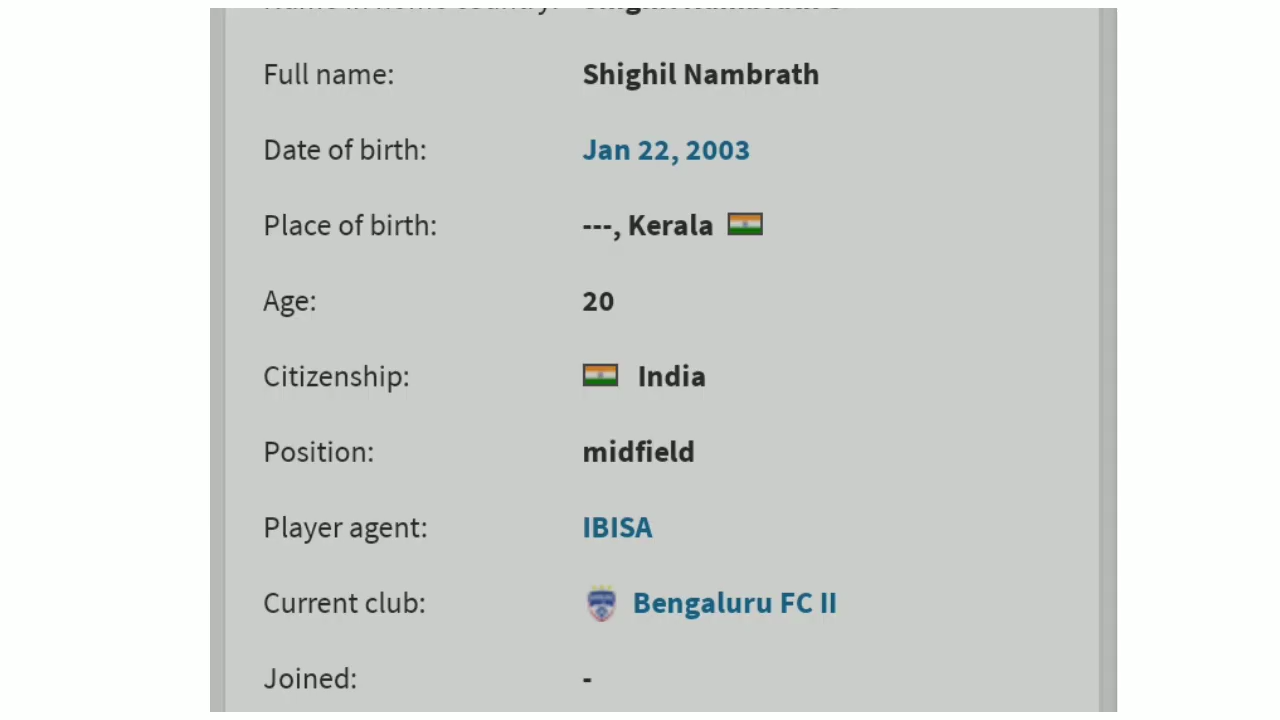 Full name: Shighil Nambrath
Date of birth: Jan 22, 2003
Place of birth: ---, Kerala
Age: 20
Citizenship: India
Position: midfield
Player agent: IBISA
Current club: Bengaluru FC II
Joined: -